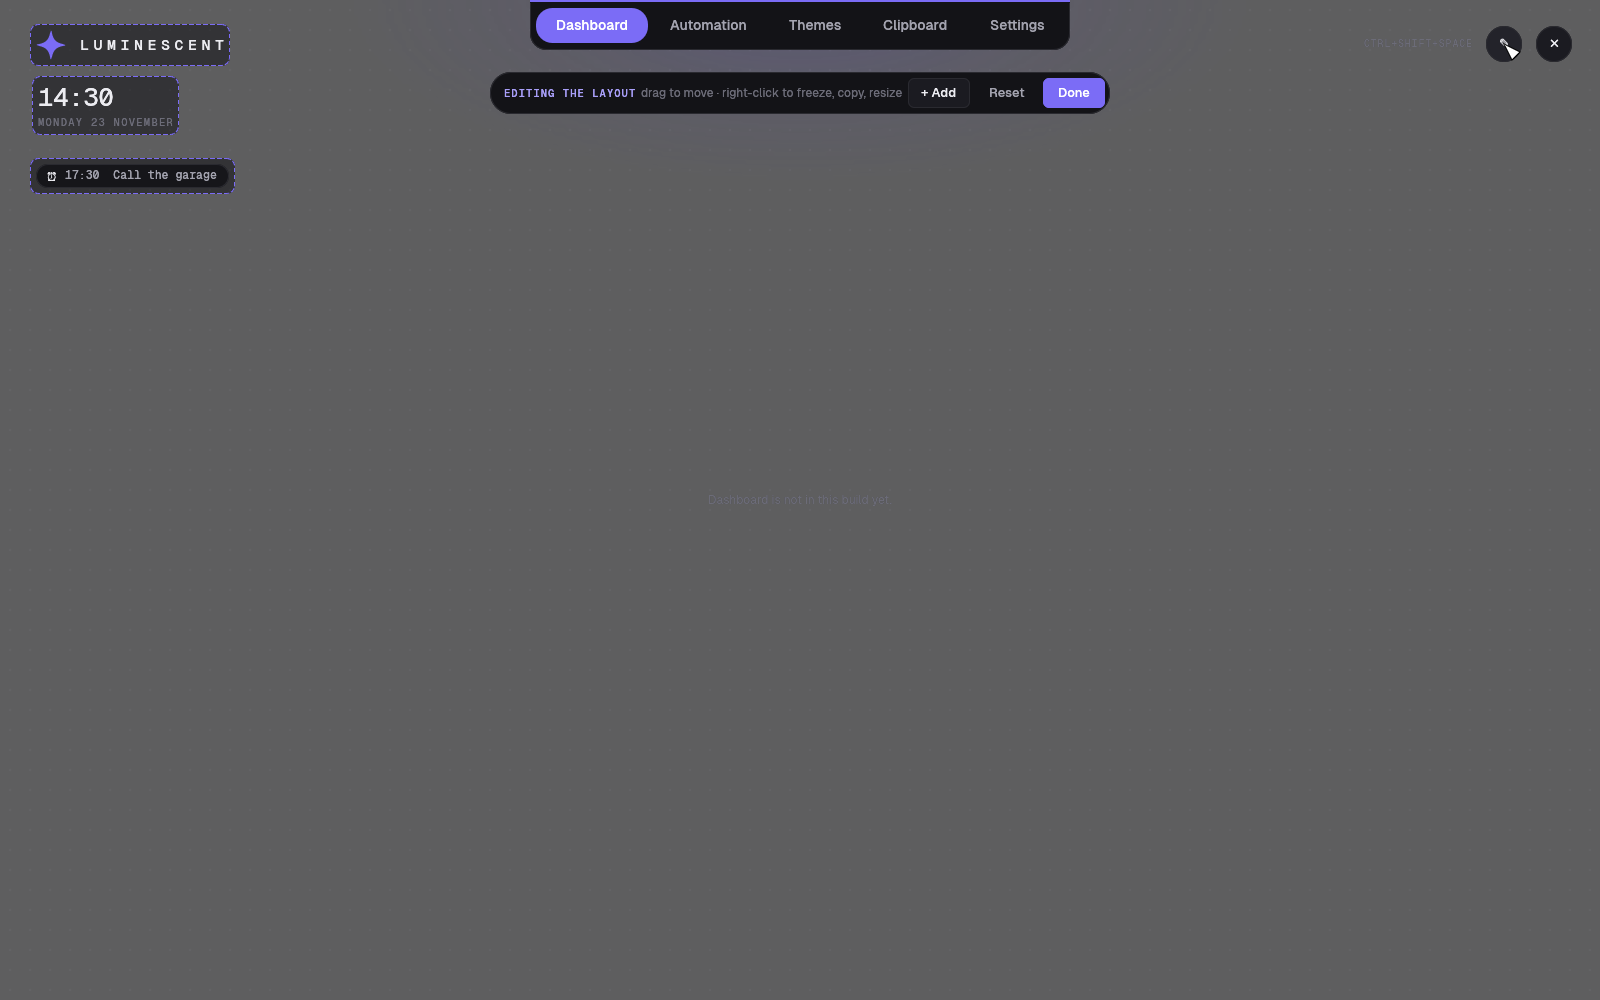 LUMINESCENT
14:30
MONDAY 23 NOVEMBER
17:30 Call the garage
Dashboard Automation Themes Clipboard Settings
EDITING THE LAYOUT drag to move · right-click to freeze, copy, resize + Add Reset Done
CTRL+SHIFT+SPACE
Dashboard is not in this build yet.